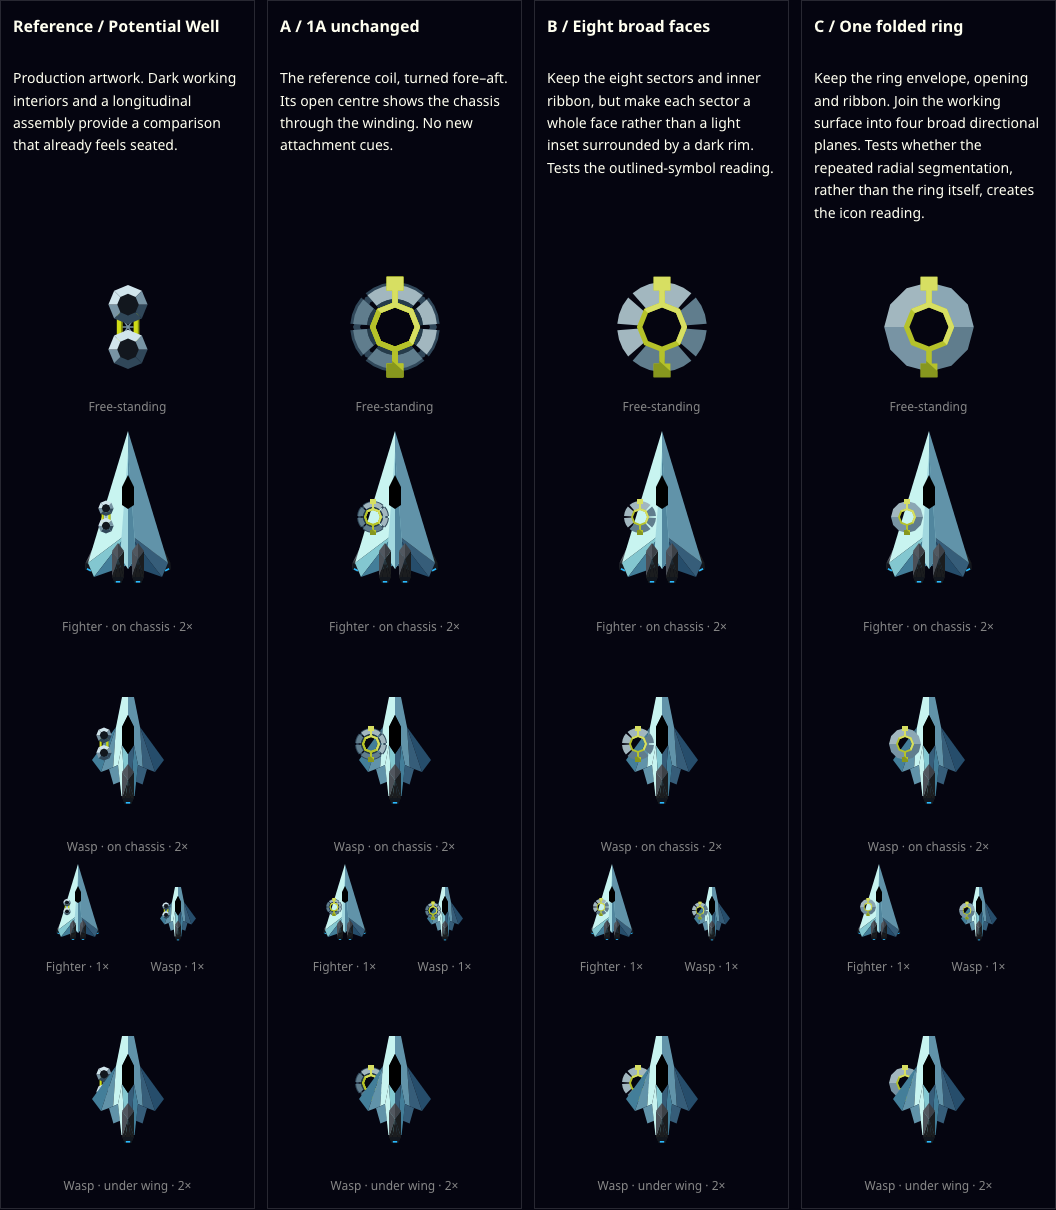 Reference / Potential Well
Production artwork. Dark working
interiors and a longitudinal
assembly provide a comparison
that already feels seated.
Free-standing
Fighter · on chassis · 2×
Wasp · on chassis · 2×
Fighter · 1×
Wasp · 1×
Wasp · under wing · 2×
A / 1A unchanged
The reference coil, turned fore–aft.
Its open centre shows the chassis
through the winding. No new
attachment cues.
Free-standing
Fighter · on chassis · 2×
Wasp · on chassis · 2×
Fighter · 1×
Wasp · 1×
Wasp · under wing · 2×
B / Eight broad faces
Keep the eight sectors and inner
ribbon, but make each sector a
whole face rather than a light
inset surrounded by a dark rim.
Tests the outlined-symbol reading.
Free-standing
Fighter · on chassis · 2×
Wasp · on chassis · 2×
Fighter · 1×
Wasp · 1×
Wasp · under wing · 2×
C / One folded ring
Keep the ring envelope, opening
and ribbon. Join the working
surface into four broad directional
planes. Tests whether the
repeated radial segmentation,
rather than the ring itself, creates
the icon reading.
Free-standing
Fighter · on chassis · 2×
Wasp · on chassis · 2×
Fighter · 1×
Wasp · 1×
Wasp · under wing · 2×